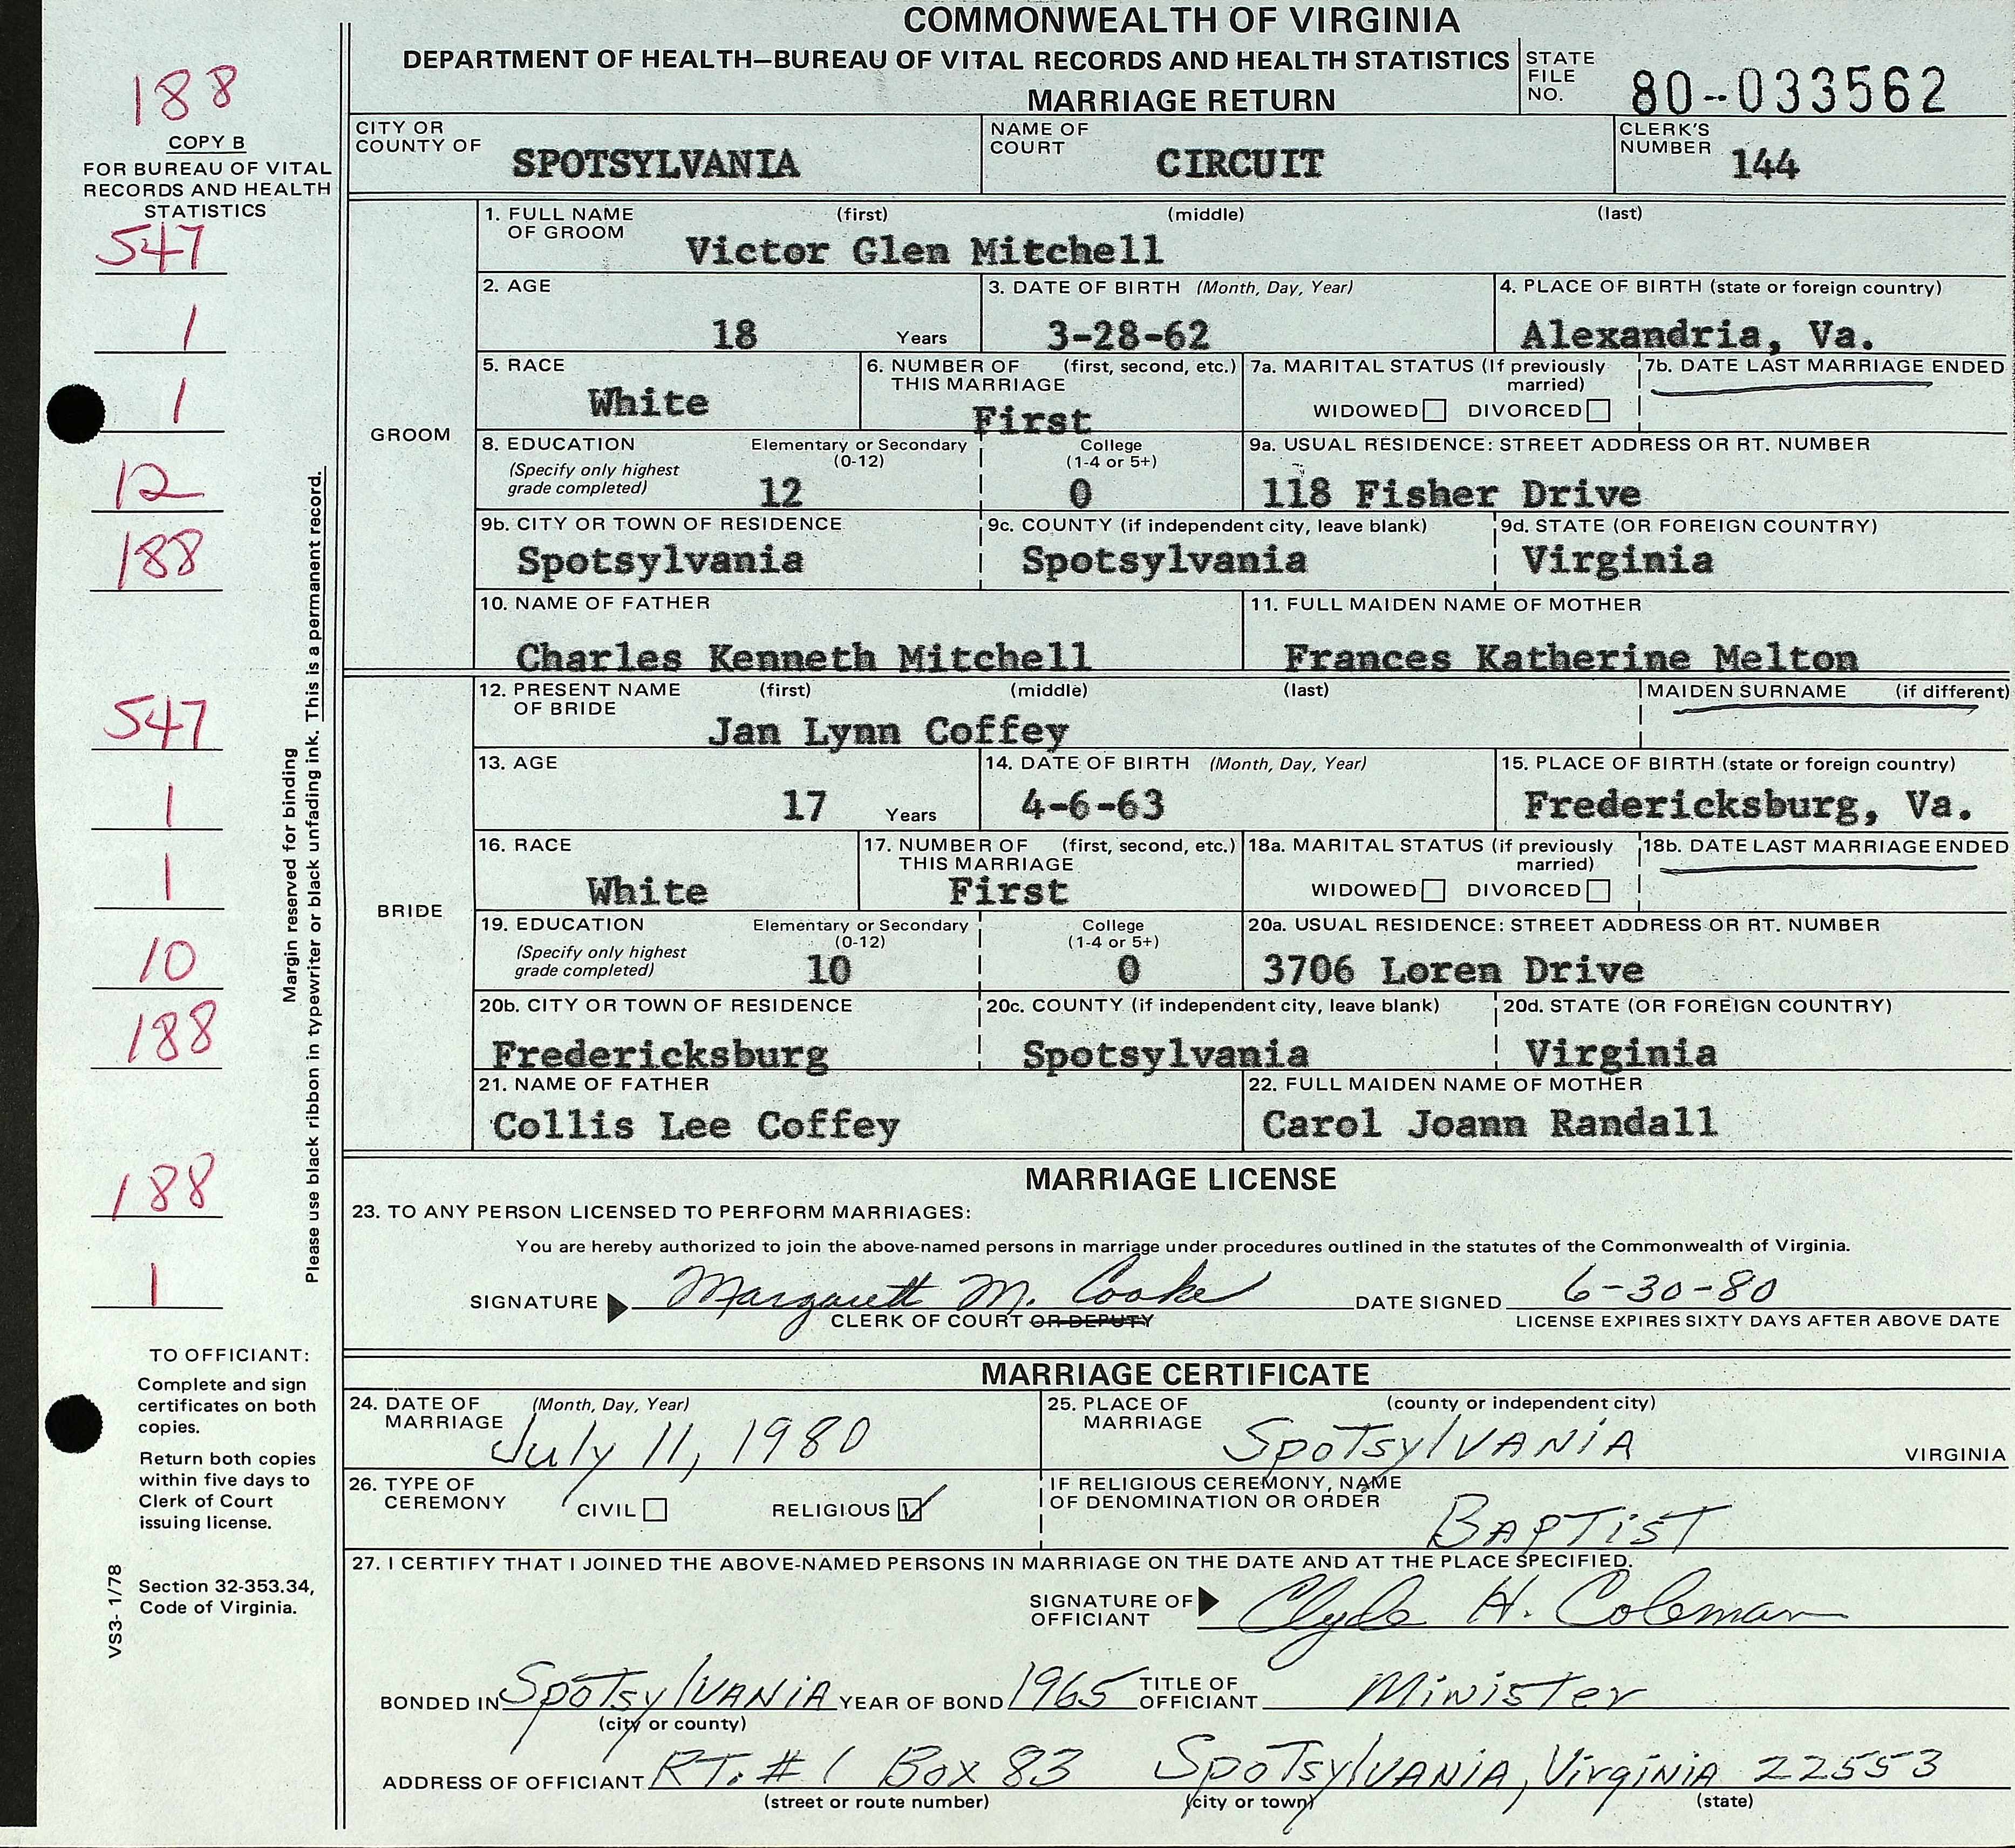 COMMONWEALTH OF VIRGINIA
DEPARTMENT OF HEALTH—BUREAU OF VITAL RECORDS AND HEALTH STATISTICS
MARRIAGE RETURN
STATE FILE NO. 80--033562
188
COPY B
FOR BUREAU OF VITAL
RECORDS AND HEALTH
STATISTICS
547
1
1
12
188
547
1
1
10
188
188
1
Margin reserved for binding
Please use black ribbon in typewriter or black unfading ink. This is a permanent record.
TO OFFICIANT:
Complete and sign
certificates on both
copies.
Return both copies
within five days to
Clerk of Court
issuing license.
Section 32-353.34,
Code of Virginia.
VS3- 1/78
CITY OR COUNTY OF SPOTSYLVANIA
NAME OF COURT CIRCUIT
CLERK'S NUMBER 144
GROOM
1. FULL NAME OF GROOM (first) (middle) (last)
Victor Glen Mitchell
2. AGE 18 Years
3. DATE OF BIRTH (Month, Day, Year) 3-28-62
4. PLACE OF BIRTH (state or foreign country) Alexandria, Va.
5. RACE White
6. NUMBER OF THIS MARRIAGE (first, second, etc.) First
7a. MARITAL STATUS (If previously married) WIDOWED DIVORCED
7b. DATE LAST MARRIAGE ENDED
8. EDUCATION (Specify only highest grade completed) Elementary or Secondary (0-12) 12 College (1-4 or 5+) 0
9a. USUAL RESIDENCE: STREET ADDRESS OR RT. NUMBER 118 Fisher Drive
9b. CITY OR TOWN OF RESIDENCE Spotsylvania
9c. COUNTY (if independent city, leave blank) Spotsylvania
9d. STATE (OR FOREIGN COUNTRY) Virginia
10. NAME OF FATHER Charles Kenneth Mitchell
11. FULL MAIDEN NAME OF MOTHER Frances Katherine Melton
BRIDE
12. PRESENT NAME OF BRIDE (first) (middle) (last)
Jan Lynn Coffey
MAIDEN SURNAME (if different)
13. AGE 17 Years
14. DATE OF BIRTH (Month, Day, Year) 4-6-63
15. PLACE OF BIRTH (state or foreign country) Fredericksburg, Va.
16. RACE White
17. NUMBER OF THIS MARRIAGE (first, second, etc.) First
18a. MARITAL STATUS (if previously married) WIDOWED DIVORCED
18b. DATE LAST MARRIAGE ENDED
19. EDUCATION (Specify only highest grade completed) Elementary or Secondary (0-12) 10 College (1-4 or 5+) 0
20a. USUAL RESIDENCE: STREET ADDRESS OR RT. NUMBER 3706 Loren Drive
20b. CITY OR TOWN OF RESIDENCE Fredericksburg
20c. COUNTY (if independent city, leave blank) Spotsylvania
20d. STATE (OR FOREIGN COUNTRY) Virginia
21. NAME OF FATHER Collis Lee Coffey
22. FULL MAIDEN NAME OF MOTHER Carol Joann Randall
MARRIAGE LICENSE
23. TO ANY PERSON LICENSED TO PERFORM MARRIAGES:
You are hereby authorized to join the above-named persons in marriage under procedures outlined in the statutes of the Commonwealth of Virginia.
SIGNATURE Margarett M. Cooke DATE SIGNED 6-30-80
CLERK OF COURT OR DEPUTY LICENSE EXPIRES SIXTY DAYS AFTER ABOVE DATE
MARRIAGE CERTIFICATE
24. DATE OF MARRIAGE (Month, Day, Year) July 11, 1980
25. PLACE OF MARRIAGE (county or independent city) SpoTsylVANiA VIRGINIA
26. TYPE OF CEREMONY CIVIL RELIGIOUS
IF RELIGIOUS CEREMONY, NAME OF DENOMINATION OR ORDER BAPTiST
27. I CERTIFY THAT I JOINED THE ABOVE-NAMED PERSONS IN MARRIAGE ON THE DATE AND AT THE PLACE SPECIFIED.
SIGNATURE OF OFFICIANT Clyde H. Coleman
BONDED IN SpoTsylVANiA YEAR OF BOND 1965 TITLE OF OFFICIANT MiNisTer
(city or county)
ADDRESS OF OFFICIANT RT. #1 Box 83 SpoTsylVANiA, VirgiNiA 22553
(street or route number) (city or town) (state)